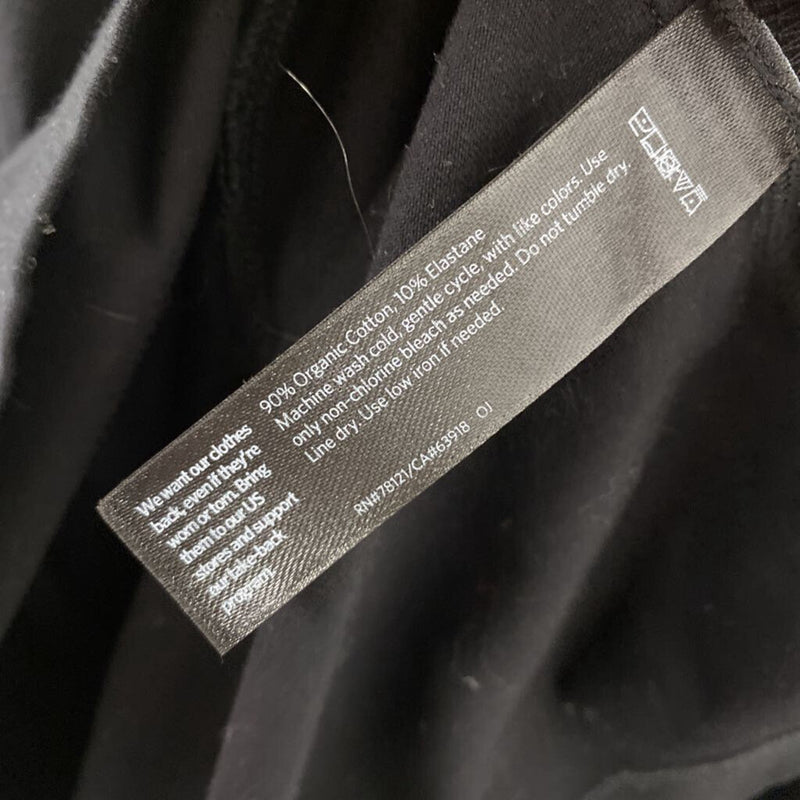 We want our clothes
back, even if they're
worn or torn. Bring
them to our US
stores and support
our take-back
program.
90% Organic Cotton, 10% Elastane
Machine wash cold, gentle cycle, with like colors. Use
only non-chlorine bleach as needed. Do not tumble dry.
Line dry. Use low iron if needed.
RN#78121/CA#63918 OI